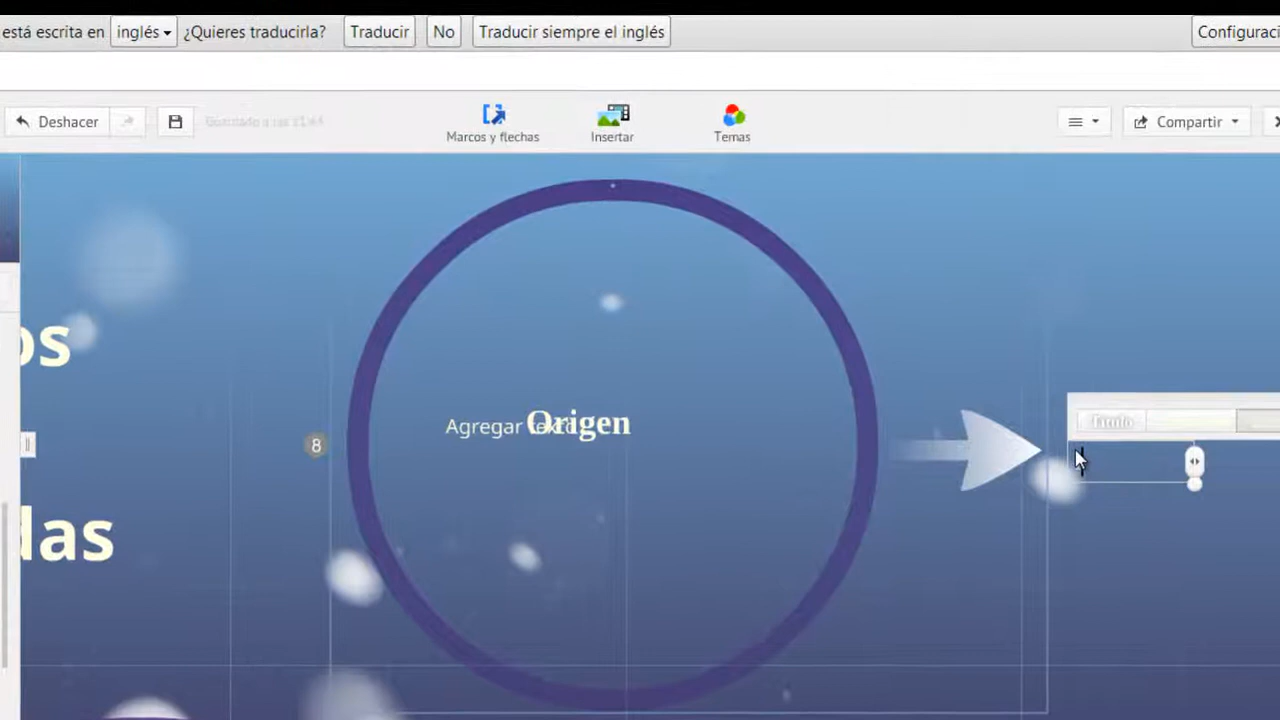 está escrita en inglés ¿Quieres traducirla? Traducir No Traducir siempre el inglés Configuraci
Deshacer
Marcos y flechas Insertar Temas
Compartir
os
Agregar
Origen
Título
8
das